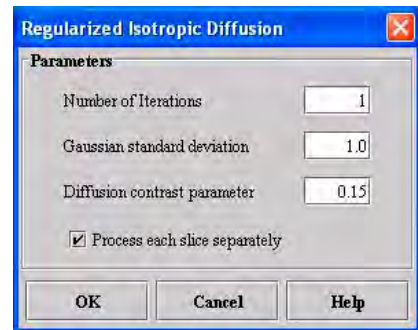 Regularized Isotropic Diffusion
Parameters
Number of Iterations 1
Gaussian standard deviation 1.0
Diffusion contrast parameter 0.15
Process each slice separately
OK Cancel Help